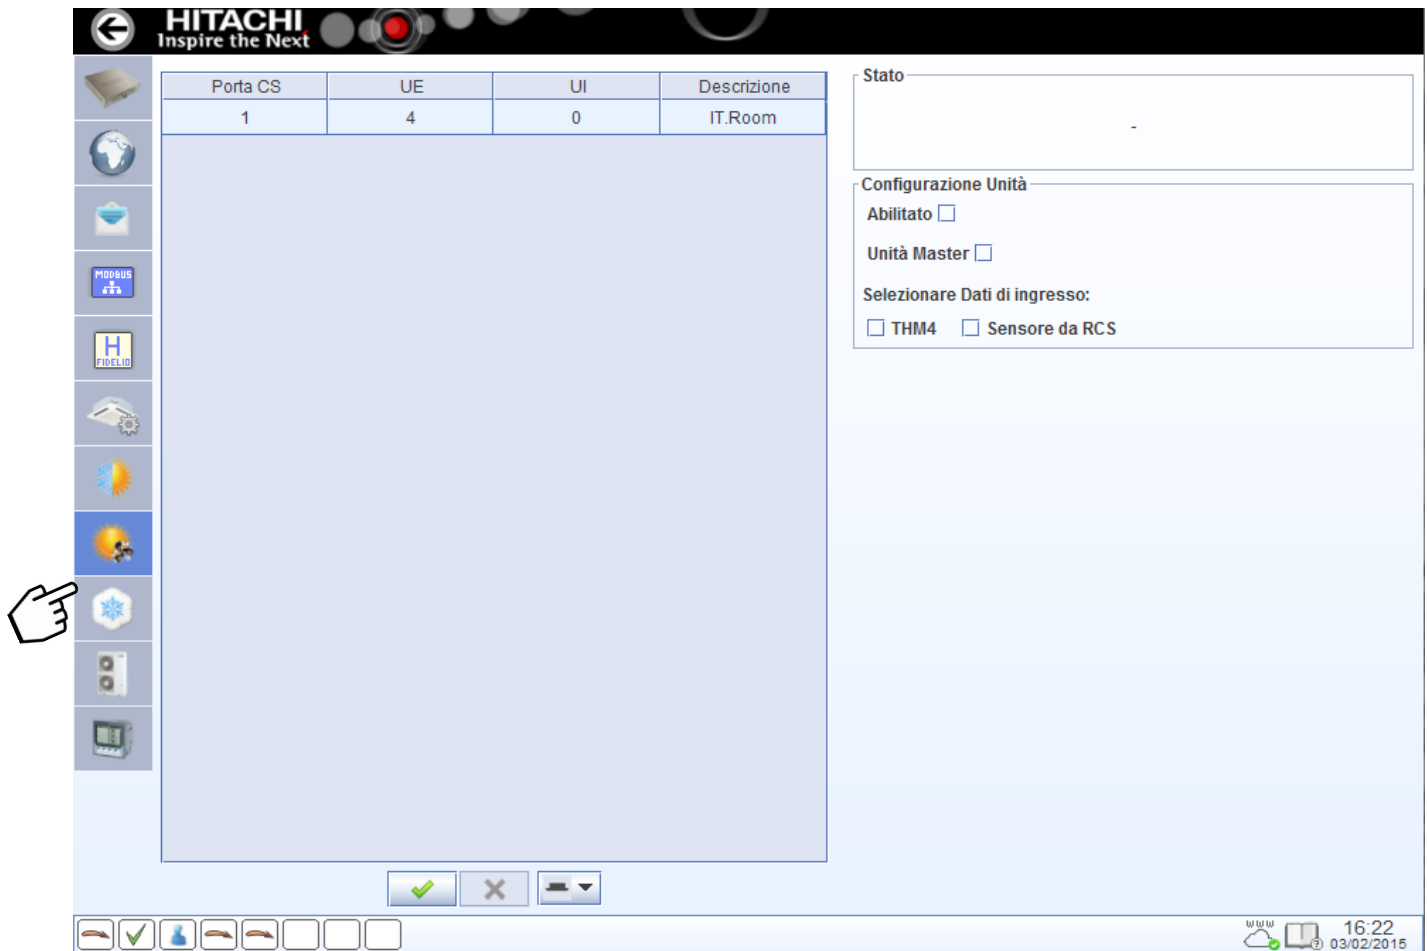 HITACHI
Inspire the Next
Porta CS UE UI Descrizione
1 4 0 IT.Room
Stato
-
Configurazione Unità
Abilitato
Unità Master
Selezionare Dati di ingresso:
THM4 Sensore da RCS
MODBUS
H
FIDELIO
www
?
16:22
03/02/2015